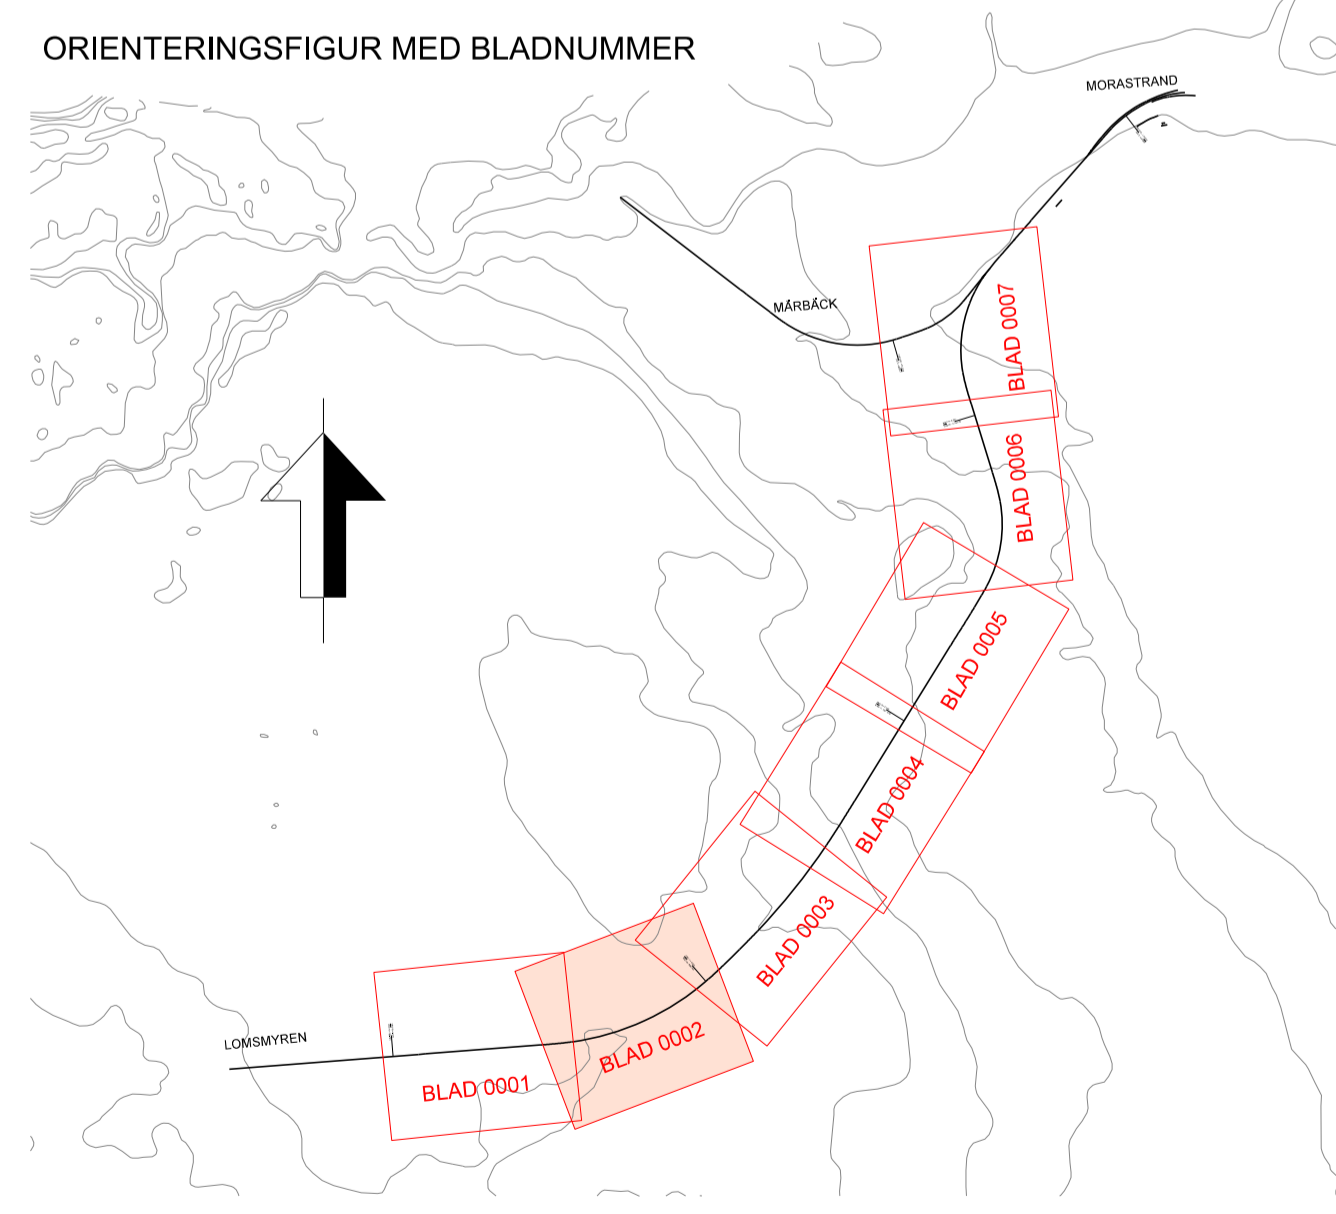 ORIENTERINGSFIGUR MED BLADNUMMER
MORASTRAND
MÅRBÄCK
BLAD 0007
BLAD 0006
BLAD 0005
BLAD 0004
BLAD 0003
BLAD 0002
LOMSMYREN
BLAD 0001